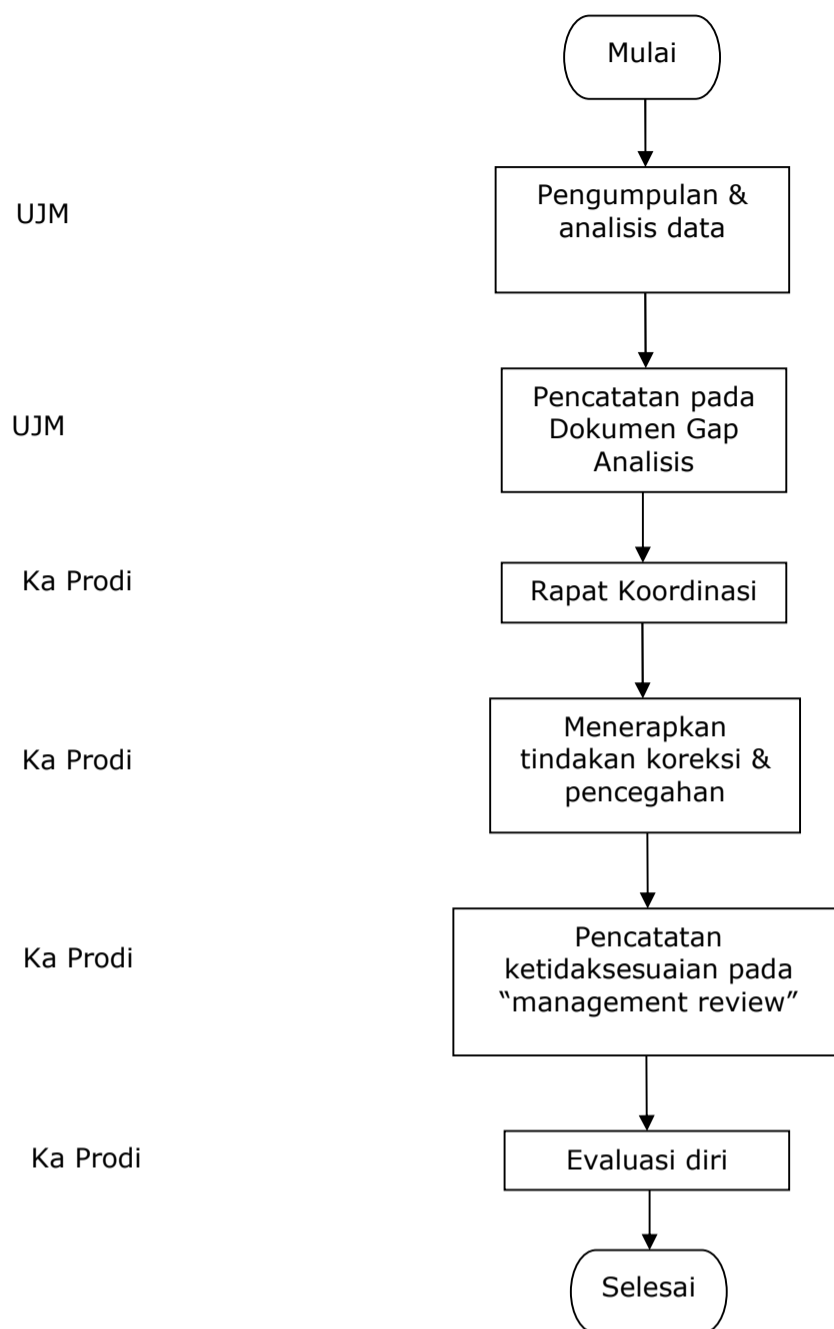 Mulai
UJM
Pengumpulan &
analisis data
UJM
Pencatatan pada
Dokumen Gap
Analisis
Ka Prodi
Rapat Koordinasi
Ka Prodi
Menerapkan
tindakan koreksi &
pencegahan
Ka Prodi
Pencatatan
ketidaksesuaian pada
“management review”
Ka Prodi
Evaluasi diri
Selesai